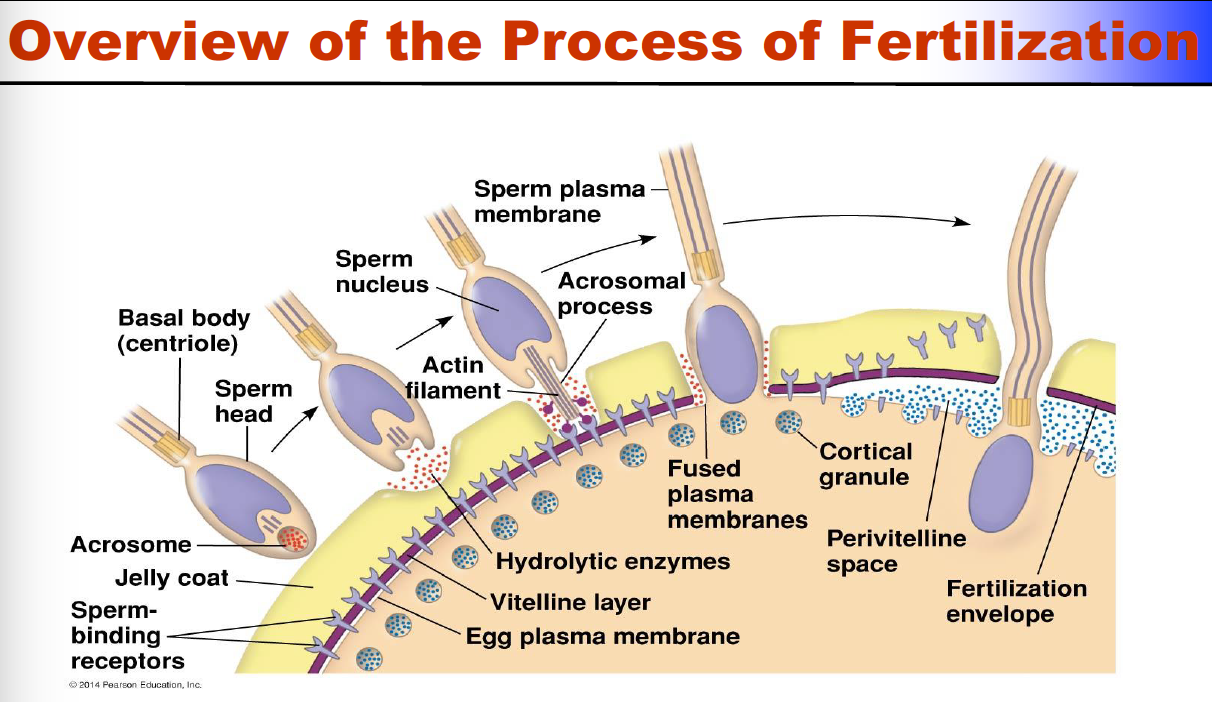 Overview of the Process of Fertilization
Sperm plasma
membrane
Sperm
nucleus
Acrosomal
process
Basal body
(centriole)
Actin
filament
Sperm
head
Cortical
granule
Fused
plasma
membranes
Perivitelline
space
Acrosome
Hydrolytic enzymes
Jelly coat
Fertilization
envelope
Vitelline layer
Sperm-
binding
receptors
Egg plasma membrane
© 2014 Pearson Education, Inc.